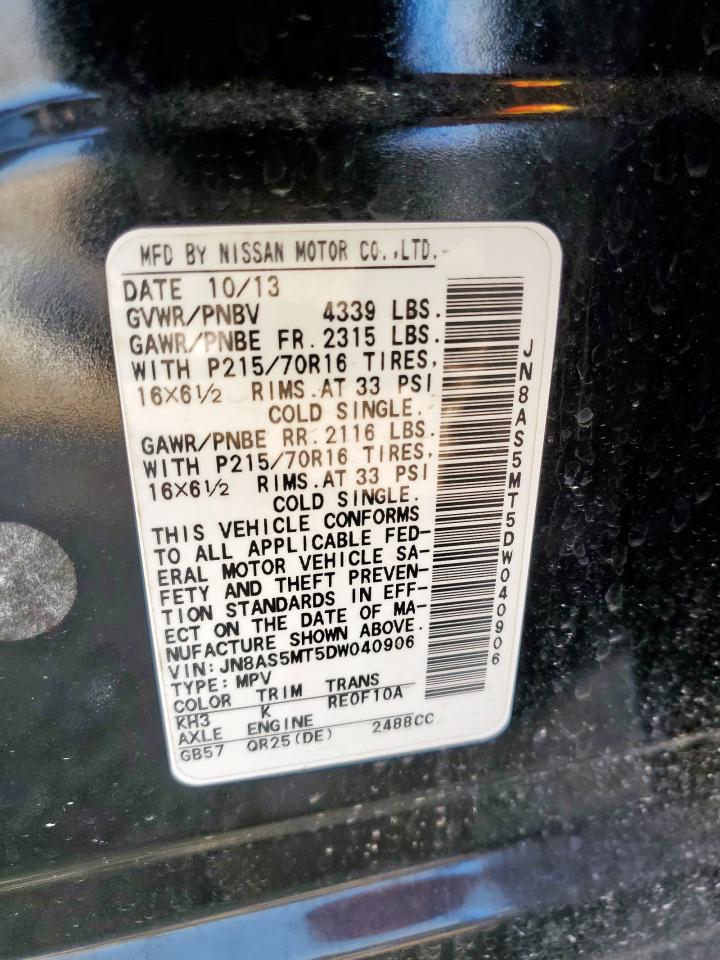 MFD BY NISSAN MOTOR CO.,LTD.
DATE 10/13
GVWR/PNBV 4339 LBS.
GAWR/PNBE FR. 2315 LBS.
WITH P215/70R16 TIRES,
16X6½ RIMS. AT 33 PSI
COLD SINGLE.
GAWR/PNBE RR. 2116 LBS.
WITH P215/70R16 TIRES,
16X6½ RIMS. AT 33 PSI
COLD SINGLE.
THIS VEHICLE CONFORMS
TO ALL APPLICABLE FED-
ERAL MOTOR VEHICLE SA-
FETY AND THEFT PREVEN-
TION STANDARDS IN EFF-
ECT ON THE DATE OF MA-
NUFACTURE SHOWN ABOVE.
VIN: JN8AS5MT5DW040906
TYPE: MPV
COLOR TRIM TRANS
KH3 K RE0F10A
AXLE ENGINE
GB57 QR25(DE) 2488CC
JN8AS5MT5DW040906